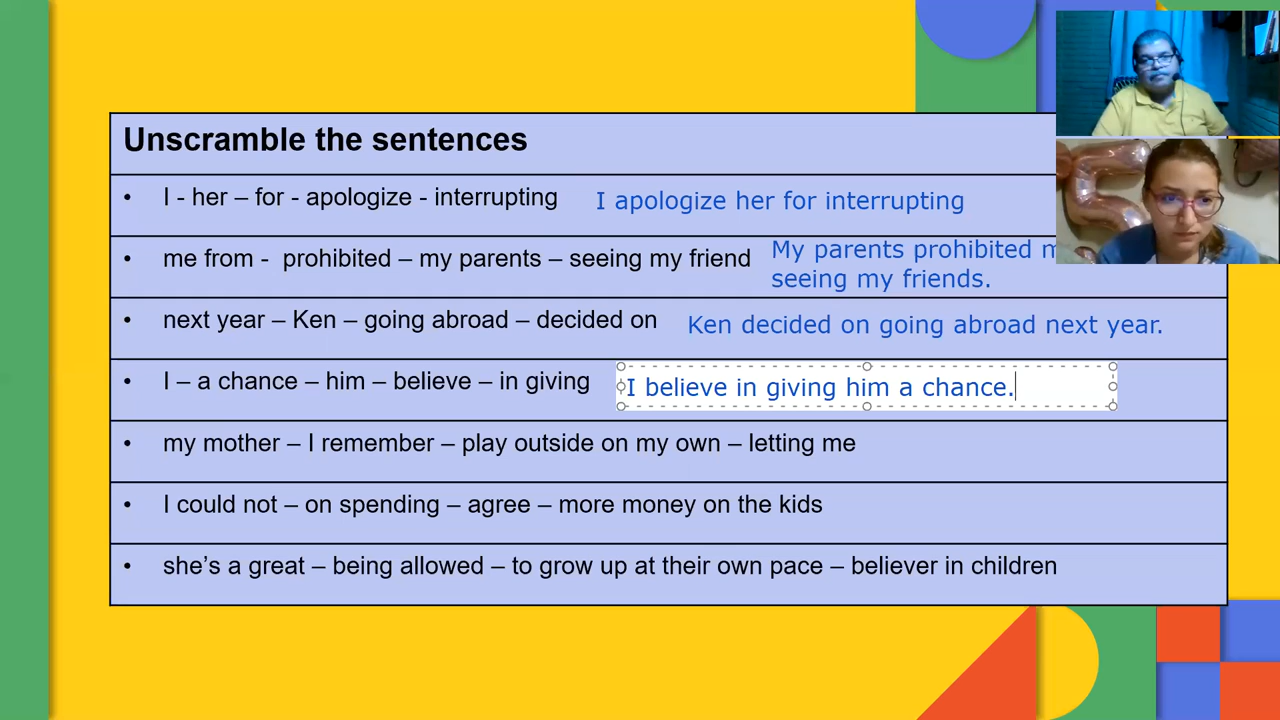 Unscramble the sentences
• I - her – for - apologize - interrupting
I apologize her for interrupting
• me from -  prohibited – my parents – seeing my friend
My parents prohibited
seeing my friends.
• next year – Ken – going abroad – decided on
Ken decided on going abroad next year.
• I – a chance – him – believe – in giving
I believe in giving him a chance.
• my mother – I remember – play outside on my own – letting me
• I could not – on spending – agree – more money on the kids
• she's a great – being allowed – to grow up at their own pace – believer in children